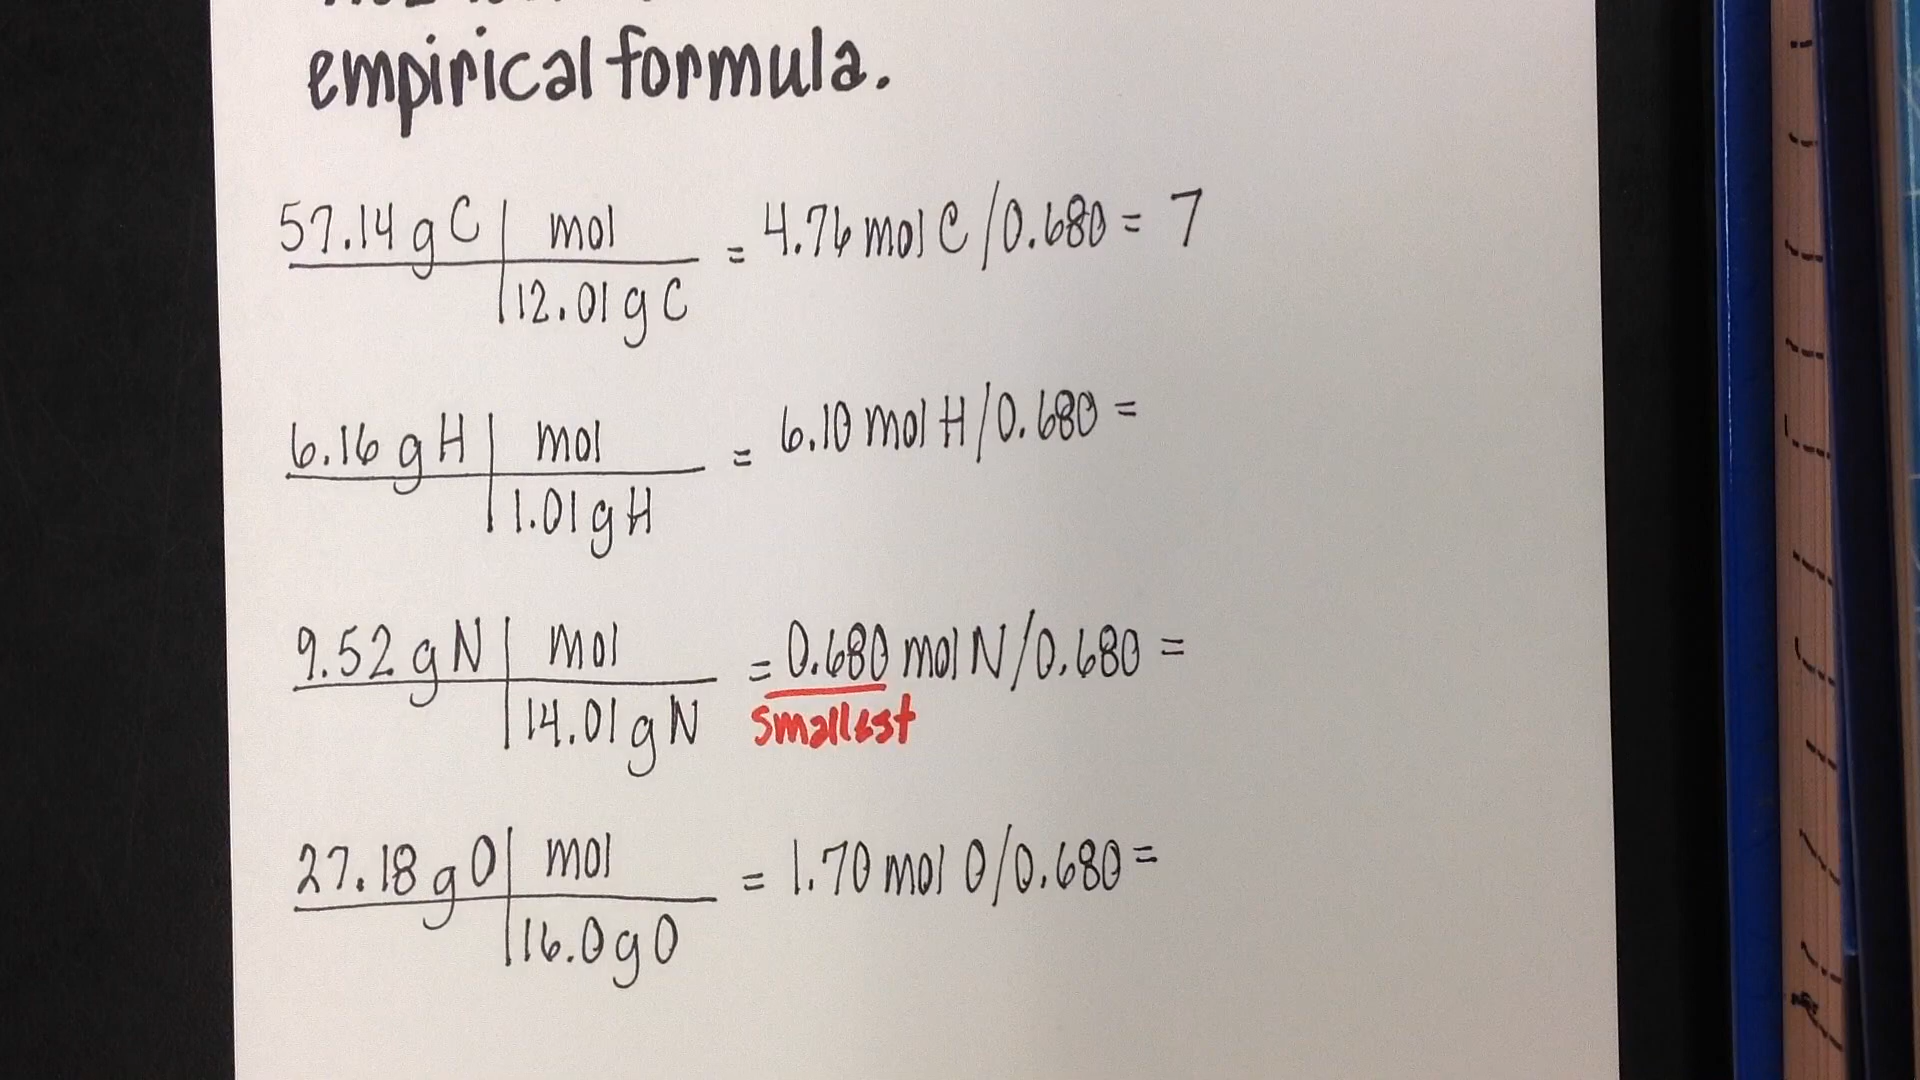 empirical formula.
57.14 g C | mol = 4.76 mol C/0.680 = 7
12.01 g C
6.16 g H | mol = 6.10 mol H/0.680 =
1.01 g H
9.52 g N | mol = 0.680 mol N/0.680 =
14.01 g N smallest
27.18 g O | mol = 1.70 mol O/0.680 =
16.0 g O